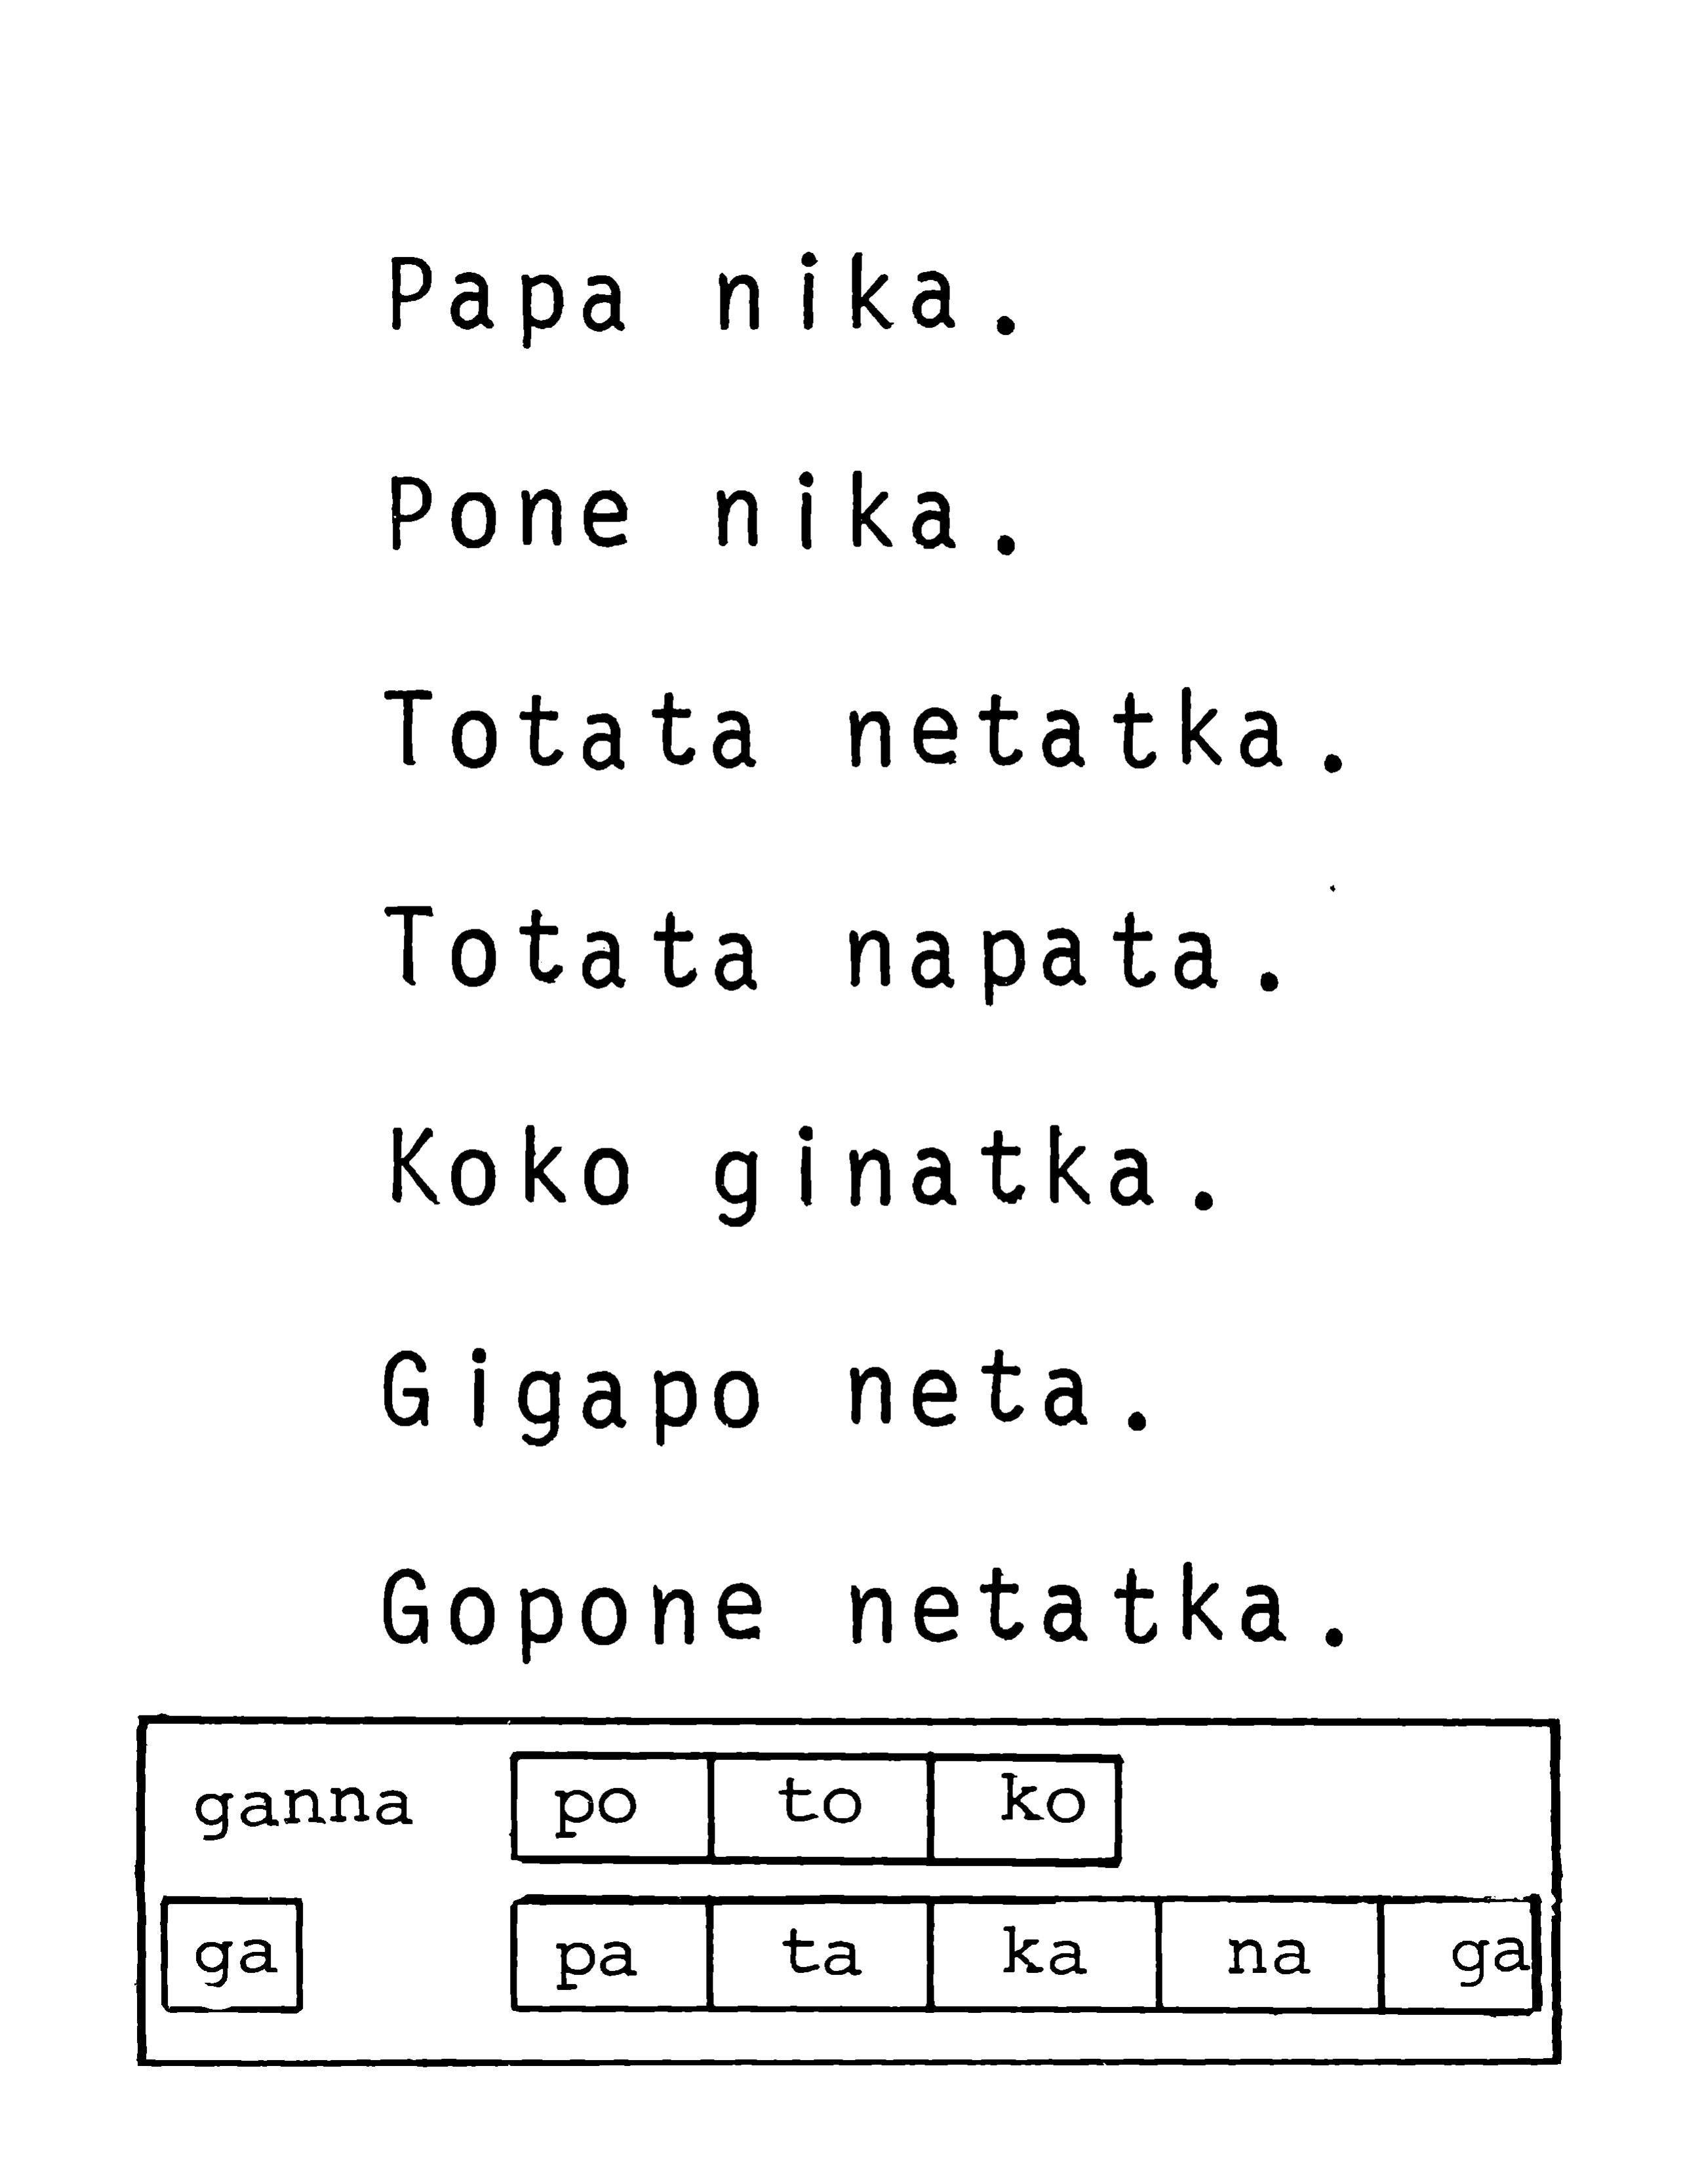 Papa nika.
Pone nika.
Totata netatka.
Totata napata.
Koko ginatka.
Gigapo neta.
Gopone netatka.
ganna po to ko
ga pa ta ka na ga